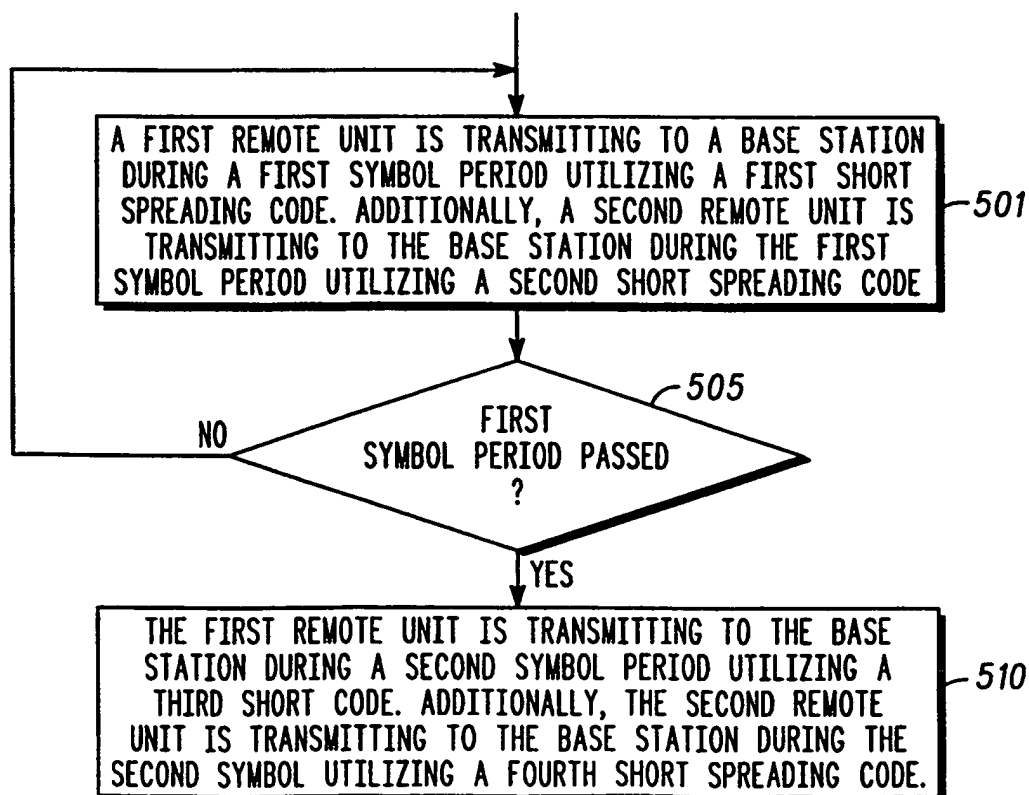 A FIRST REMOTE UNIT IS TRANSMITTING TO A BASE STATION
DURING A FIRST SYMBOL PERIOD UTILIZING A FIRST SHORT
SPREADING CODE. ADDITIONALLY, A SECOND REMOTE UNIT IS
TRANSMITTING TO THE BASE STATION DURING THE FIRST
SYMBOL PERIOD UTILIZING A SECOND SHORT SPREADING CODE
501
505
FIRST
SYMBOL PERIOD PASSED
?
NO
YES
THE FIRST REMOTE UNIT IS TRANSMITTING TO THE BASE
STATION DURING A SECOND SYMBOL PERIOD UTILIZING A
THIRD SHORT CODE. ADDITIONALLY, THE SECOND REMOTE
UNIT IS TRANSMITTING TO THE BASE STATION DURING THE
SECOND SYMBOL UTILIZING A FOURTH SHORT SPREADING CODE.
510